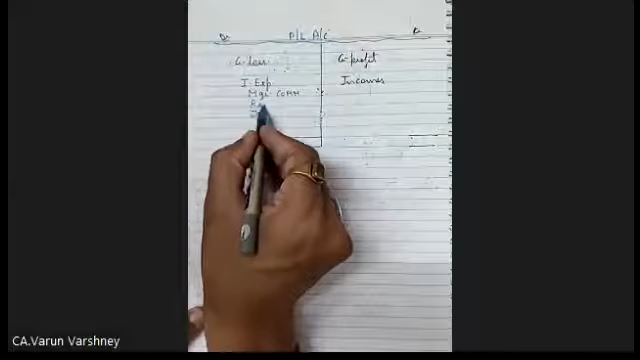 Dr P/L A/c Cr
G. loss G. profit
I. Exp Incomes
Mgr Comm
CA.Varun Varshney